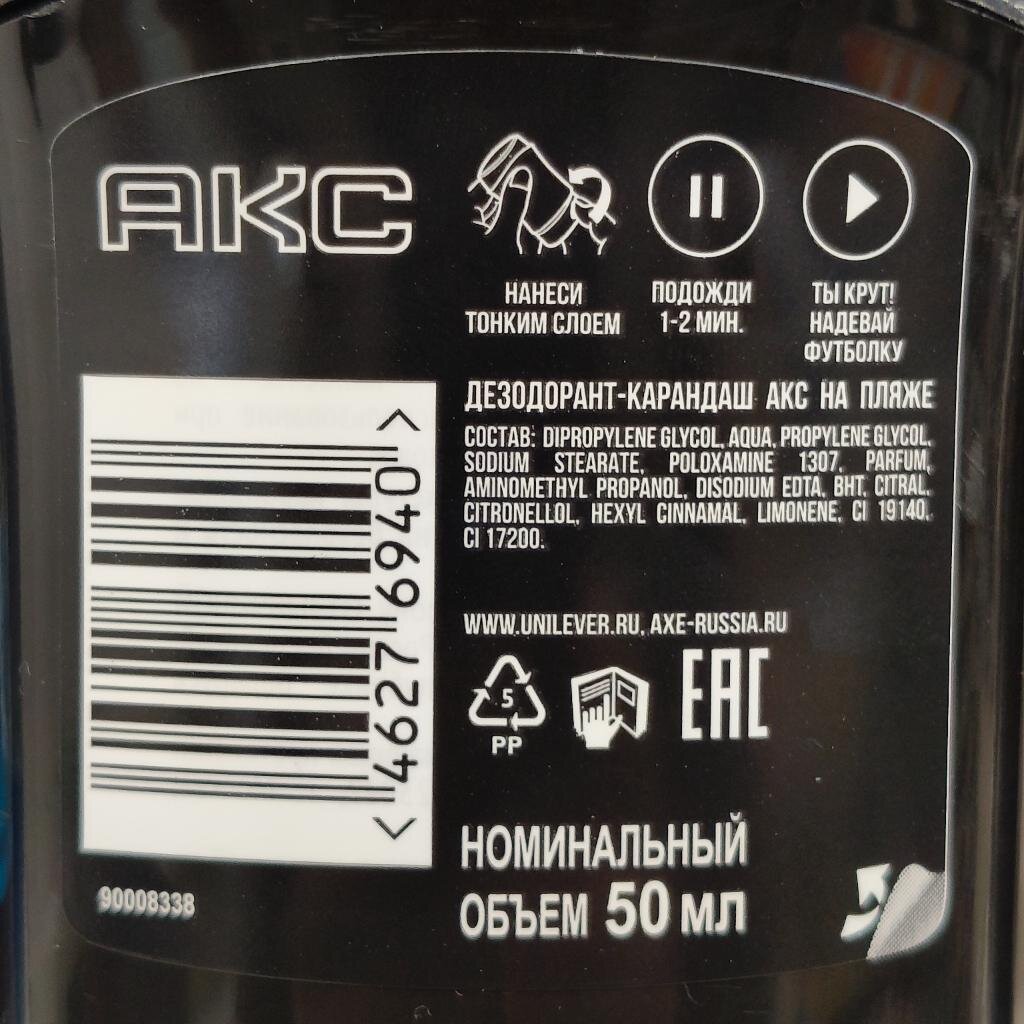 АКС
НАНЕСИ
ТОНКИМ СЛОЕМ
ПОДОЖДИ
1-2 МИН.
ТЫ КРУТ!
НАДЕВАЙ
ФУТБОЛКУ
ДЕЗОДОРАНТ-КАРАНДАШ АКС НА ПЛЯЖЕ
СОСТАВ: DIPROPYLENE GLYCOL, AQUA, PROPYLENE GLYCOL,
SODIUM STEARATE, POLOXAMINE 1307, PARFUM,
AMINOMETHYL PROPANOL, DISODIUM EDTA, BHT, CITRAL,
CITRONELLOL, HEXYL CINNAMAL, LIMONENE, CI 19140,
CI 17200.
WWW.UNILEVER.RU, AXE-RUSSIA.RU
5
PP
EAC
НОМИНАЛЬНЫЙ
ОБЪЕМ 50 МЛ
< 4627 6940 >
90008338